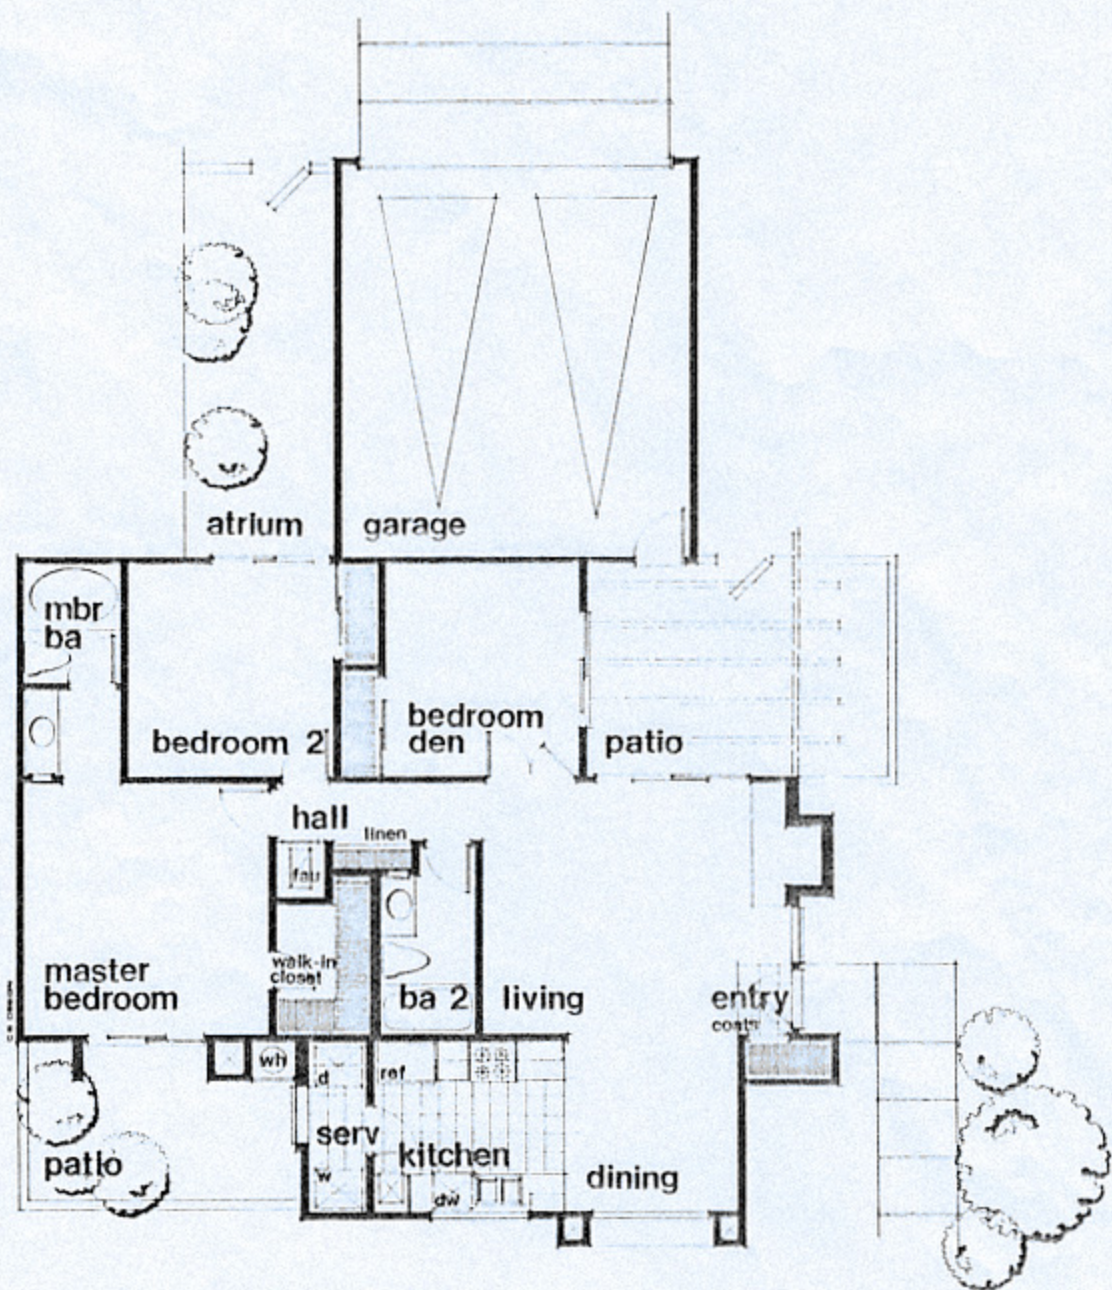 atrium
garage
mbr
ba
bedroom 2
bedroom
den
patio
hall
linen
fau
walk-in
closet
master
bedroom
ba 2
living
entry
coats
wh
d
ref
serv
kitchen
patio
w
dw
dining